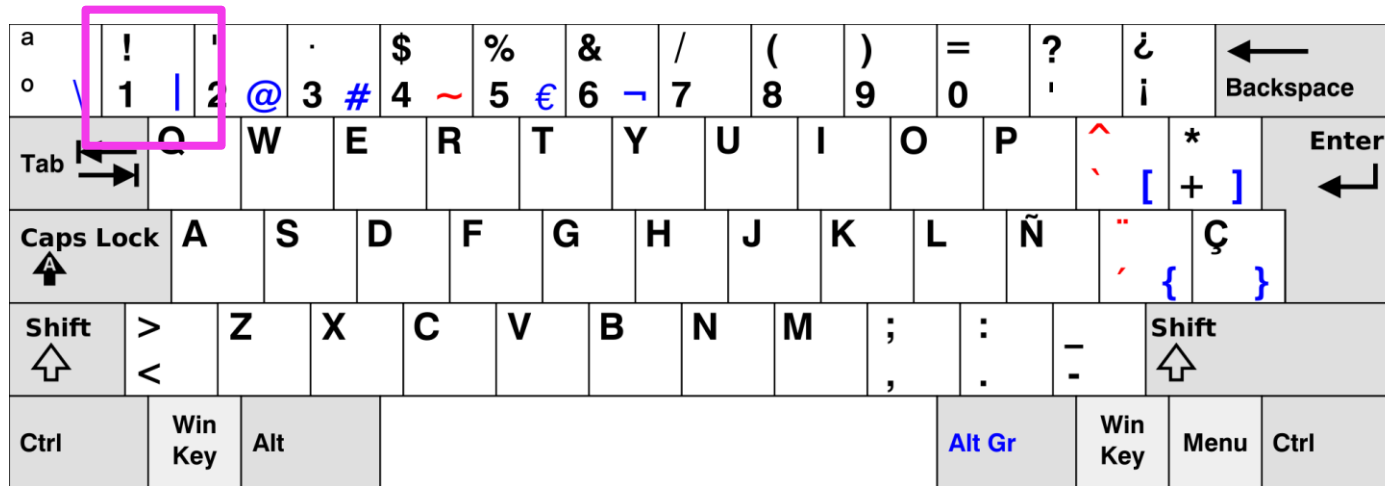 a ! " · $ % & / ( ) = ? ¿
o \ 1 | 2 @ 3 # 4 ~ 5 € 6 ¬ 7 8 9 0 ' ¡ Backspace
Tab Q W E R T Y U I O P ^ ` [ * + ] Enter
Caps Lock A S D F G H J K L Ñ ¨ ´ { Ç }
Shift > < Z X C V B N M ; , : . _ - Shift
Ctrl Win Key Alt Alt Gr Win Key Menu Ctrl